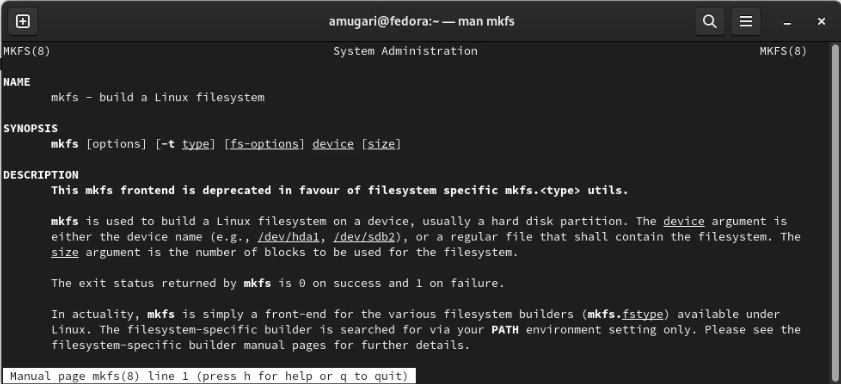 amugari@fedora:~ — man mkfs
MKFS(8) System Administration MKFS(8)
NAME
mkfs - build a Linux filesystem
SYNOPSIS
mkfs [options] [-t type] [fs-options] device [size]
DESCRIPTION
This mkfs frontend is deprecated in favour of filesystem specific mkfs.<type> utils.
mkfs is used to build a Linux filesystem on a device, usually a hard disk partition. The device argument is
either the device name (e.g., /dev/hda1, /dev/sdb2), or a regular file that shall contain the filesystem. The
size argument is the number of blocks to be used for the filesystem.
The exit status returned by mkfs is 0 on success and 1 on failure.
In actuality, mkfs is simply a front-end for the various filesystem builders (mkfs.fstype) available under
Linux. The filesystem-specific builder is searched for via your PATH environment setting only. Please see the
filesystem-specific builder manual pages for further details.
Manual page mkfs(8) line 1 (press h for help or q to quit)